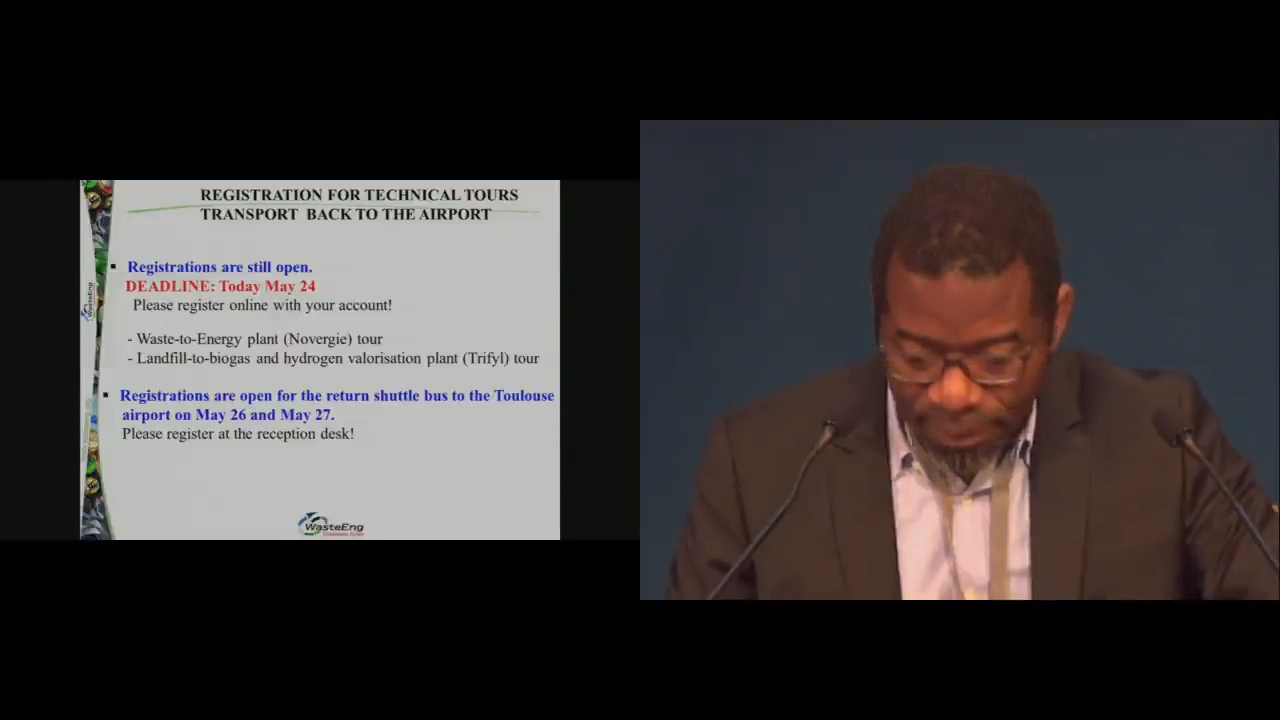 REGISTRATION FOR TECHNICAL TOURS
TRANSPORT BACK TO THE AIRPORT
Registrations are still open.
DEADLINE: Today May 24
Please register online with your account!
- Waste-to-Energy plant (Novergie) tour
- Landfill-to-biogas and hydrogen valorisation plant (Trifyl) tour
Registrations are open for the return shuttle bus to the Toulouse
airport on May 26 and May 27.
Please register at the reception desk!
WasteEng
WasteEng